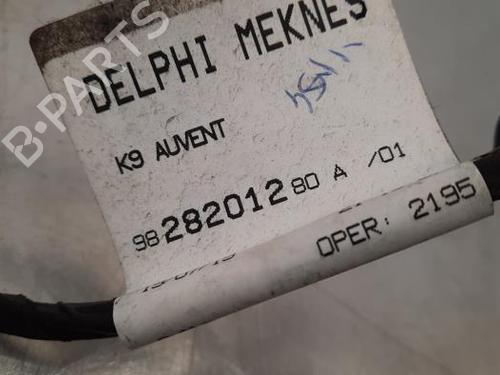 DELPHI MEKNES
K9 AUVENT
98 282012 80 A /01
OPER: 2195
B-PARTS